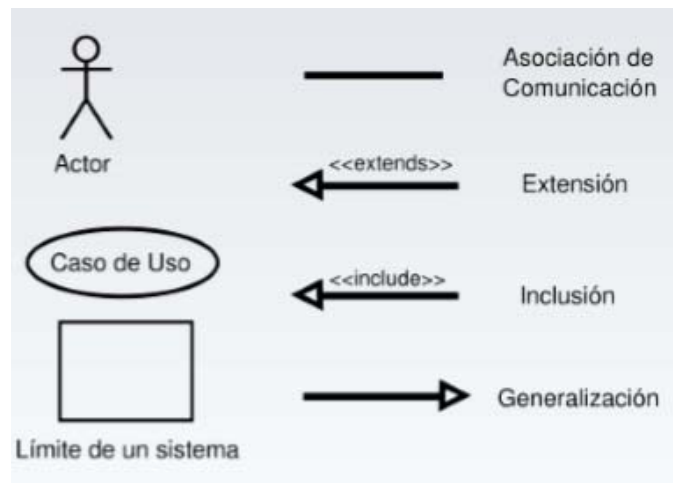 Actor
Caso de Uso
Límite de un sistema
Asociación de
Comunicación
<<extends>>
Extensión
<<include>>
Inclusión
Generalización